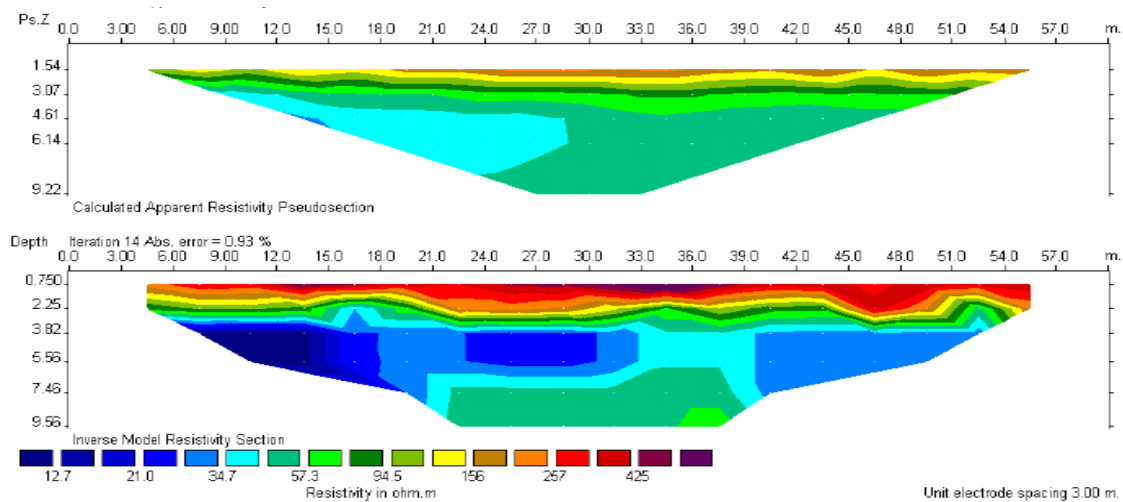 Ps.Z
0.0 3.00 6.00 9.00 12.0 15.0 18.0 21.0 24.0 27.0 30.0 33.0 36.0 39.0 42.0 45.0 48.0 51.0 54.0 57.0 m.
1.54
3.07
4.61
6.14
9.22
Calculated Apparent Resistivity Pseudosection
Depth Iteration 14 Abs. error = 0.93 %
0.0 3.00 6.00 9.00 12.0 15.0 18.0 21.0 24.0 27.0 30.0 33.0 36.0 39.0 42.0 45.0 48.0 51.0 54.0 57.0 m.
0.750
2.25
3.82
5.56
7.46
9.56
Inverse Model Resistivity Section
12.7 21.0 34.7 57.3 94.5 156 257 425
Resistivity in ohm.m Unit electrode spacing 3.00 m.